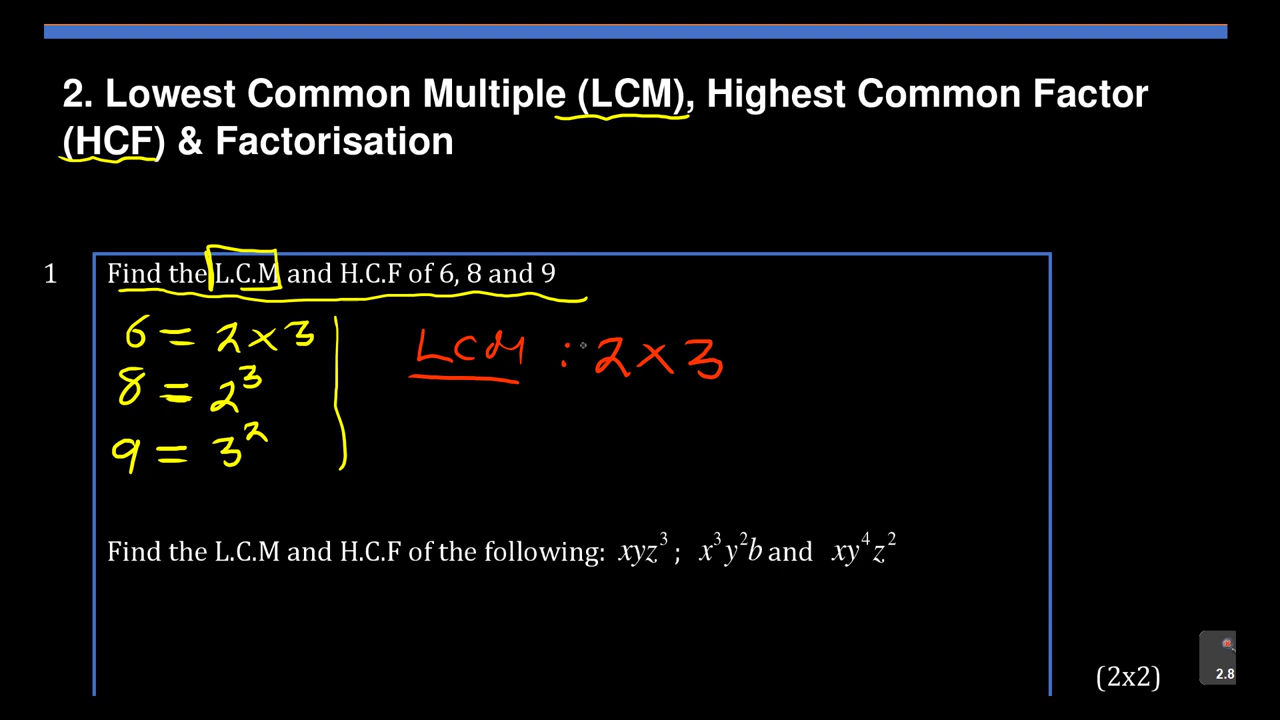 2. Lowest Common Multiple (LCM), Highest Common Factor
(HCF) & Factorisation
1 Find the L.C.M and H.C.F of 6, 8 and 9
6 = 2 × 3
LCM : 2 × 3
8 = 2³
9 = 3²
Find the L.C.M and H.C.F of the following: xyz³ ; x³y²b and xy⁴z²
(2x2)
2.8